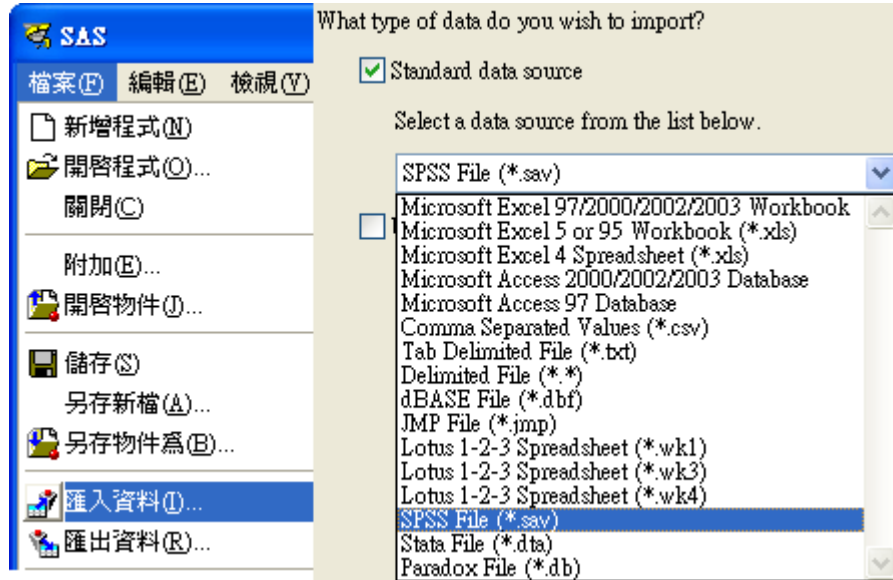 SAS
檔案(F) 編輯(E) 檢視(V)
新增程式(N)
開啓程式(O)...
關閉(C)
附加(E)...
開啓物件(J)...
儲存(S)
另存新檔(A)...
另存物件爲(B)...
匯入資料(I)...
匯出資料(R)...
What type of data do you wish to import?
Standard data source
Select a data source from the list below.
SPSS File (*.sav)
Microsoft Excel 97/2000/2002/2003 Workbook
Microsoft Excel 5 or 95 Workbook (*.xls)
Microsoft Excel 4 Spreadsheet (*.xls)
Microsoft Access 2000/2002/2003 Database
Microsoft Access 97 Database
Comma Separated Values (*.csv)
Tab Delimited File (*.txt)
Delimited File (*.*)
dBASE File (*.dbf)
JMP File (*.jmp)
Lotus 1-2-3 Spreadsheet (*.wk1)
Lotus 1-2-3 Spreadsheet (*.wk3)
Lotus 1-2-3 Spreadsheet (*.wk4)
SPSS File (*.sav)
Stata File (*.dta)
Paradox File (*.db)